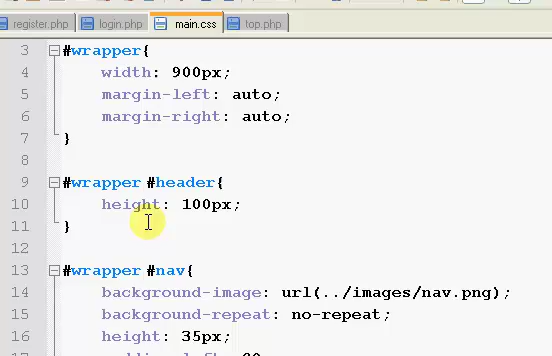 register.php login.php main.css top.php
3 #wrapper{
4 width: 900px;
5 margin-left: auto;
6 margin-right: auto;
7 }
8
9 #wrapper #header{
10 height: 100px;
11 }
12
13 #wrapper #nav{
14 background-image: url(../images/nav.png);
15 background-repeat: no-repeat;
16 height: 35px;